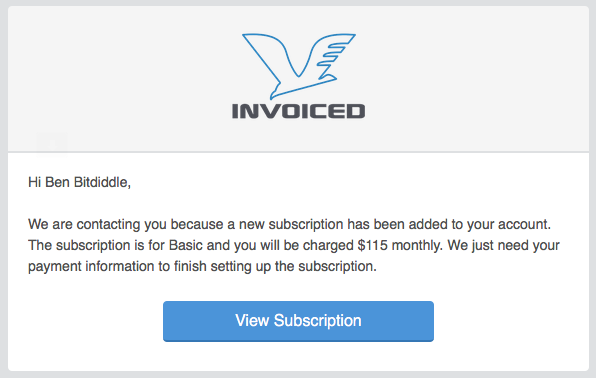 INVOICED
Hi Ben Bitdiddle,
We are contacting you because a new subscription has been added to your account.
The subscription is for Basic and you will be charged $115 monthly. We just need your
payment information to finish setting up the subscription.
View Subscription